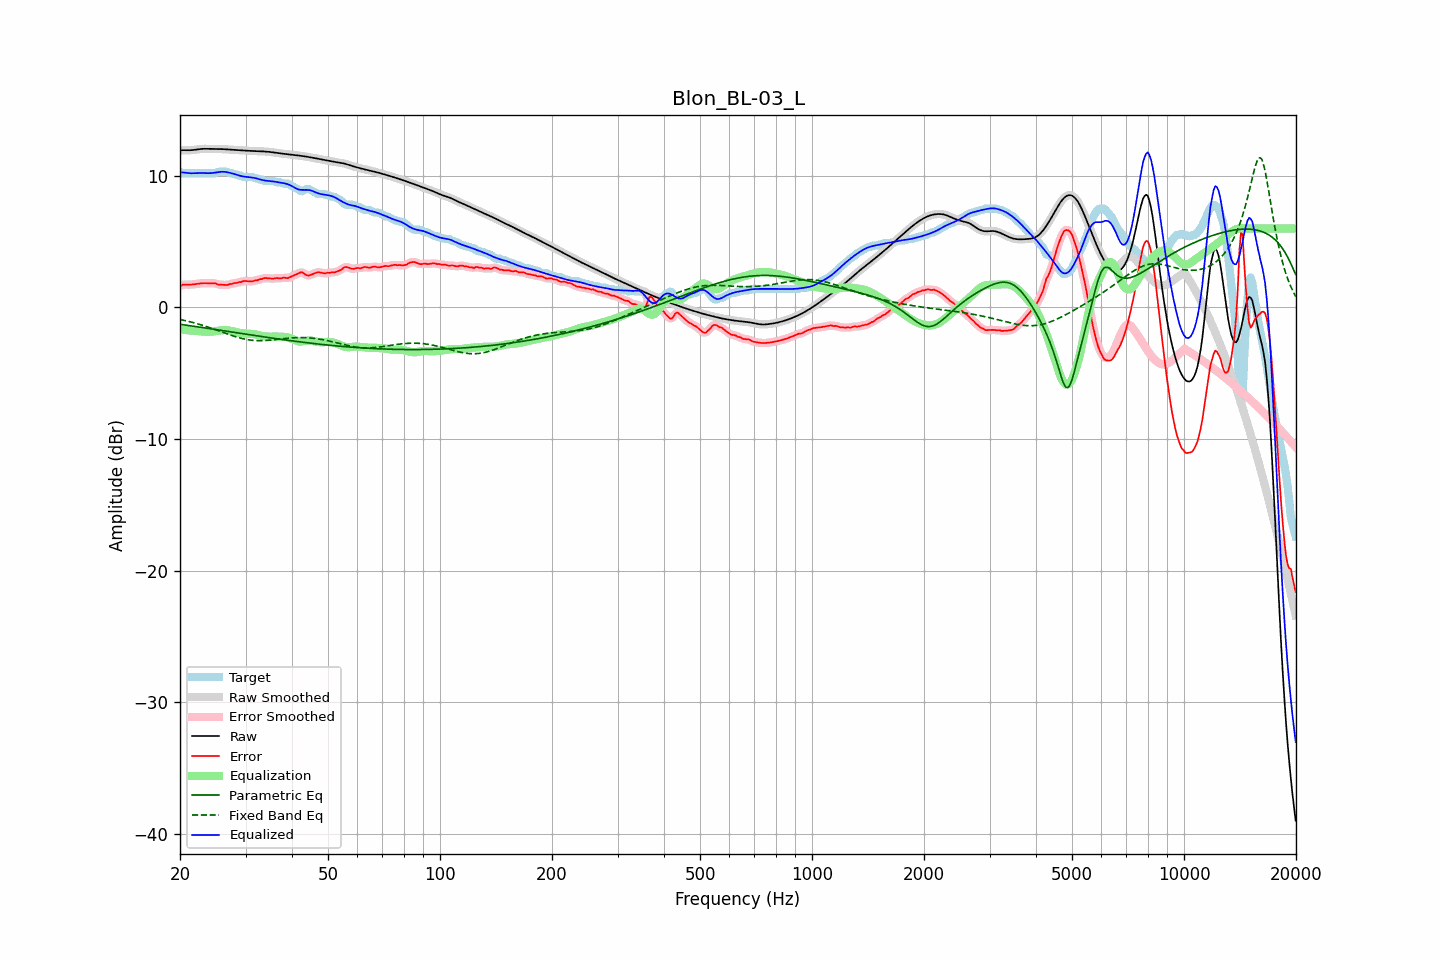 Blon_BL-03_L
Amplitude (dBr)
10
0
−10
−20
−30
−40
Target
Raw Smoothed
Error Smoothed
Raw
Error
Equalization
Parametric Eq
Fixed Band Eq
Equalized
20 50 100 200 500 1000 2000 5000 10000 20000
Frequency (Hz)